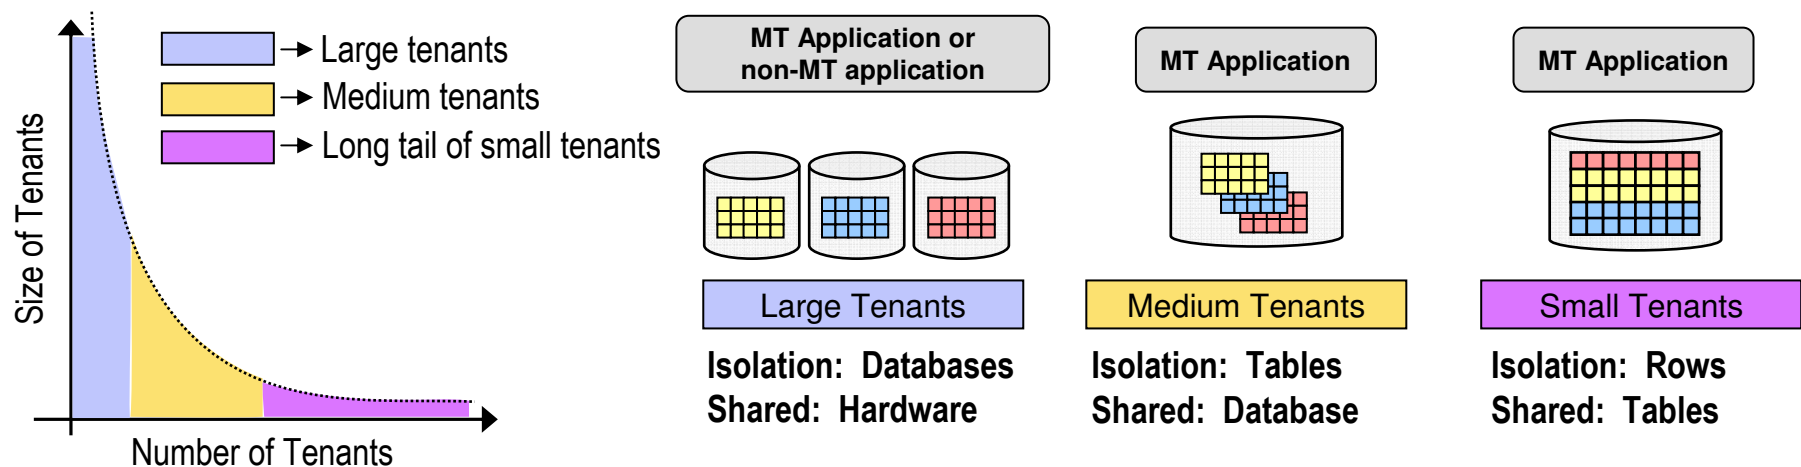 Size of Tenants
Number of Tenants
Large tenants
Medium tenants
Long tail of small tenants
MT Application or
non-MT application
Large Tenants
Isolation: Databases
Shared: Hardware
MT Application
Medium Tenants
Isolation: Tables
Shared: Database
MT Application
Small Tenants
Isolation: Rows
Shared: Tables